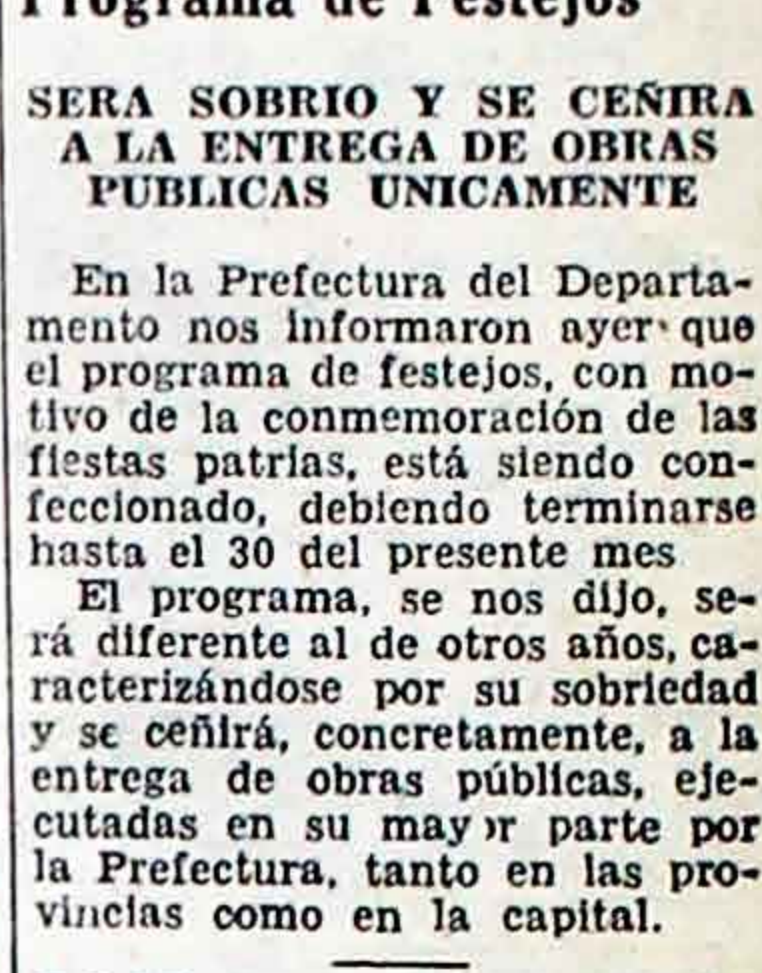 Programa de Festejos
SERA SOBRIO Y SE CEÑIRA
A LA ENTREGA DE OBRAS
PUBLICAS UNICAMENTE
En la Prefectura del Departa-
mento nos informaron ayer que
el programa de festejos, con mo-
tivo de la conmemoración de las
fiestas patrias, está siendo con-
feccionado, debiendo terminarse
hasta el 30 del presente mes
El programa, se nos dijo, se-
rá diferente al de otros años, ca-
racterizándose por su sobriedad
y se ceñirá, concretamente, a la
entrega de obras públicas, eje-
cutadas en su mayor parte por
la Prefectura, tanto en las pro-
vincias como en la capital.